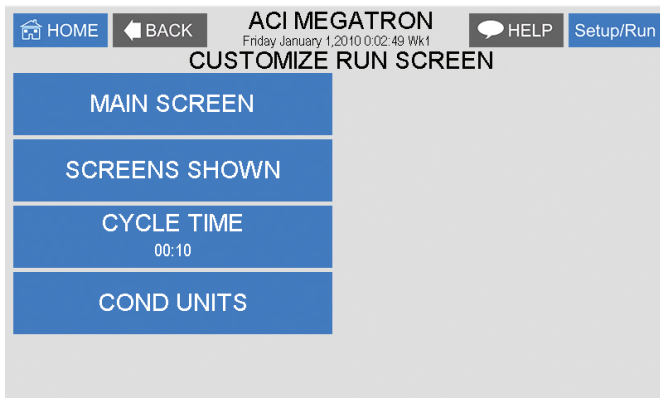 HOME
BACK
ACI MEGATRON
Friday January 1,2010 0:02:49 Wk1
HELP
Setup/Run
CUSTOMIZE RUN SCREEN
MAIN SCREEN
SCREENS SHOWN
CYCLE TIME
00:10
COND UNITS